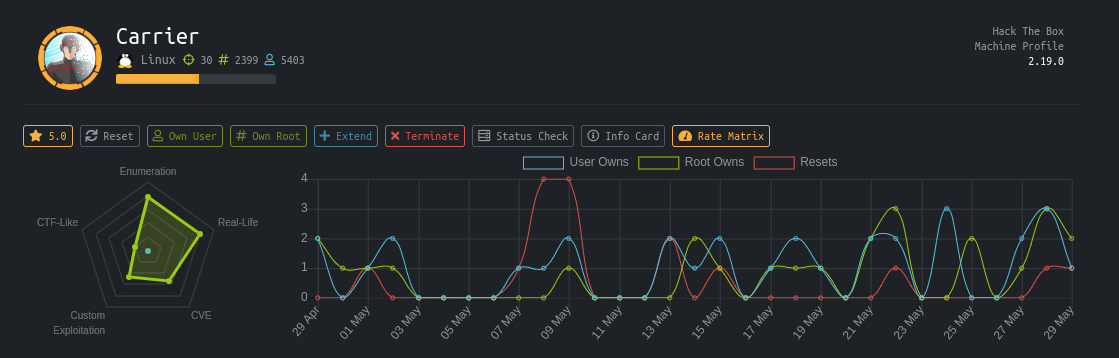 Carrier
Linux 30 # 2399 5403
Hack The Box
Machine Profile
2.19.0
5.0 Reset Own User # Own Root Extend Terminate Status Check Info Card Rate Matrix
User Owns Root Owns Resets
Enumeration
CTF-Like
Real-Life
Custom
Exploitation
CVE
4
3
2
1
0
29 Apr 01 May 03 May 05 May 07 May 09 May 11 May 13 May 15 May 17 May 19 May 21 May 23 May 25 May 27 May 29 May